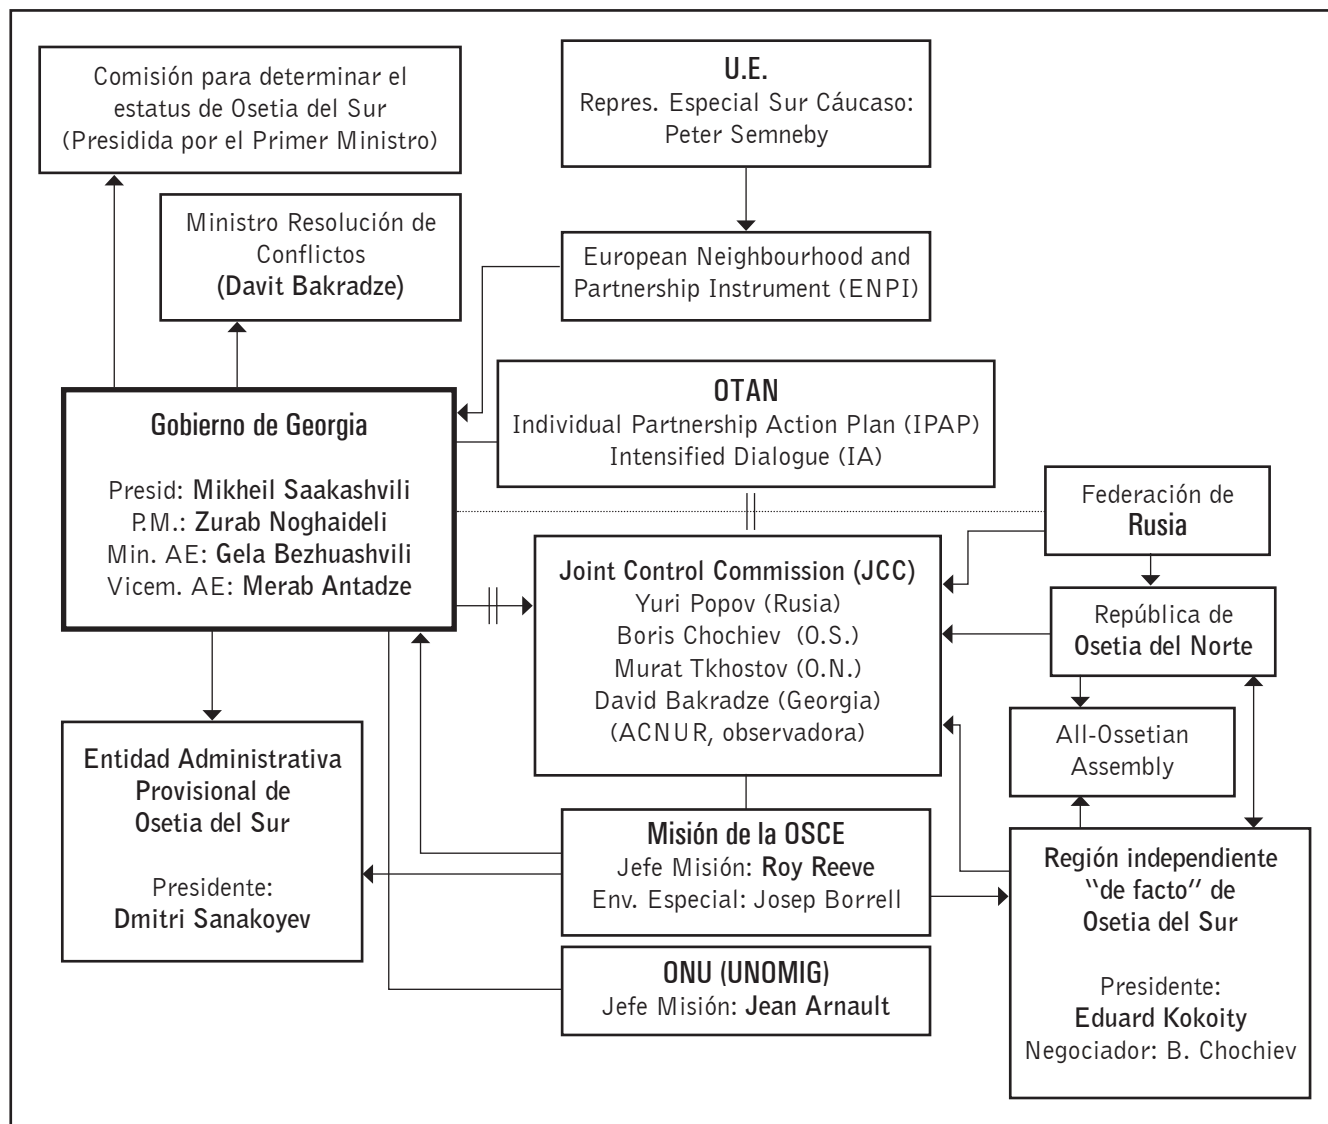 Comisión para determinar el
estatus de Osetia del Sur
(Presidida por el Primer Ministro)
U.E.
Repres. Especial Sur Cáucaso:
Peter Semneby
Ministro Resolución de
Conflictos
(Davit Bakradze)
European Neighbourhood and
Partnership Instrument (ENPI)
OTAN
Individual Partnership Action Plan (IPAP)
Intensified Dialogue (IA)
Gobierno de Georgia
Presid: Mikheil Saakashvili
P.M.: Zurab Noghaideli
Min. AE: Gela Bezhuashvili
Vicem. AE: Merab Antadze
Federación de
Rusia
Joint Control Commission (JCC)
Yuri Popov (Rusia)
Boris Chochiev (O.S.)
Murat Tkhostov (O.N.)
David Bakradze (Georgia)
(ACNUR, observadora)
República de
Osetia del Norte
All-Ossetian
Assembly
Entidad Administrativa
Provisional de
Osetia del Sur
Presidente:
Dmitri Sanakoyev
Misión de la OSCE
Jefe Misión: Roy Reeve
Env. Especial: Josep Borrell
Región independiente
"de facto" de
Osetia del Sur
Presidente:
Eduard Kokoity
Negociador: B. Chochiev
ONU (UNOMIG)
Jefe Misión: Jean Arnault